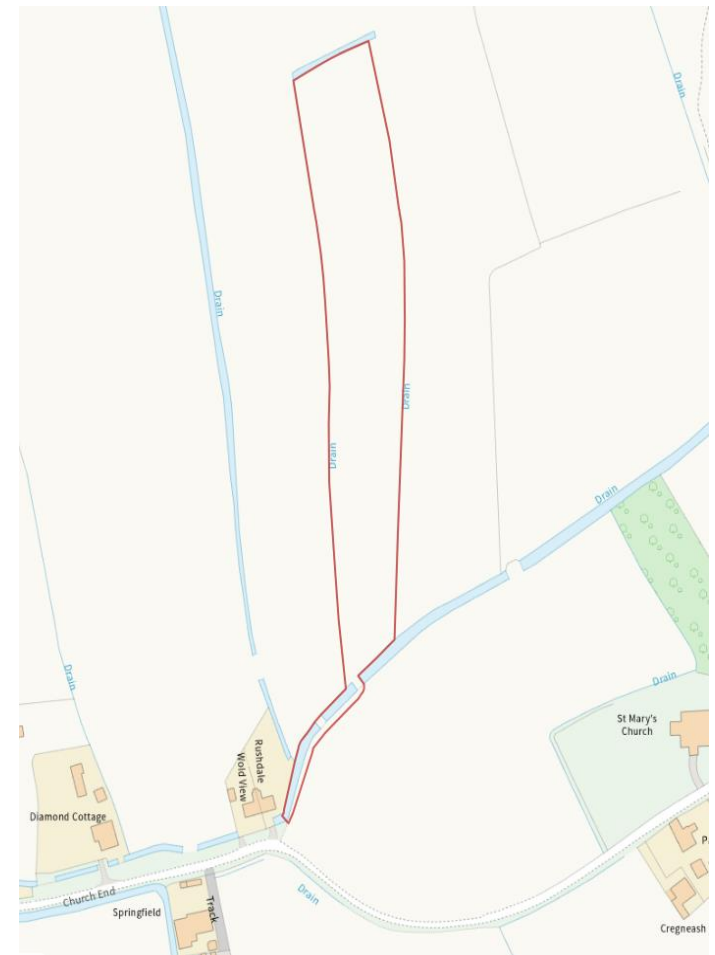 Drain
Drain
Drain
Drain
Drain
Drain
Drain
St Mary's
Church
Rushdale
Wold View
Diamond Cottage
Church End
Springfield
Track
Drain
Cregneash